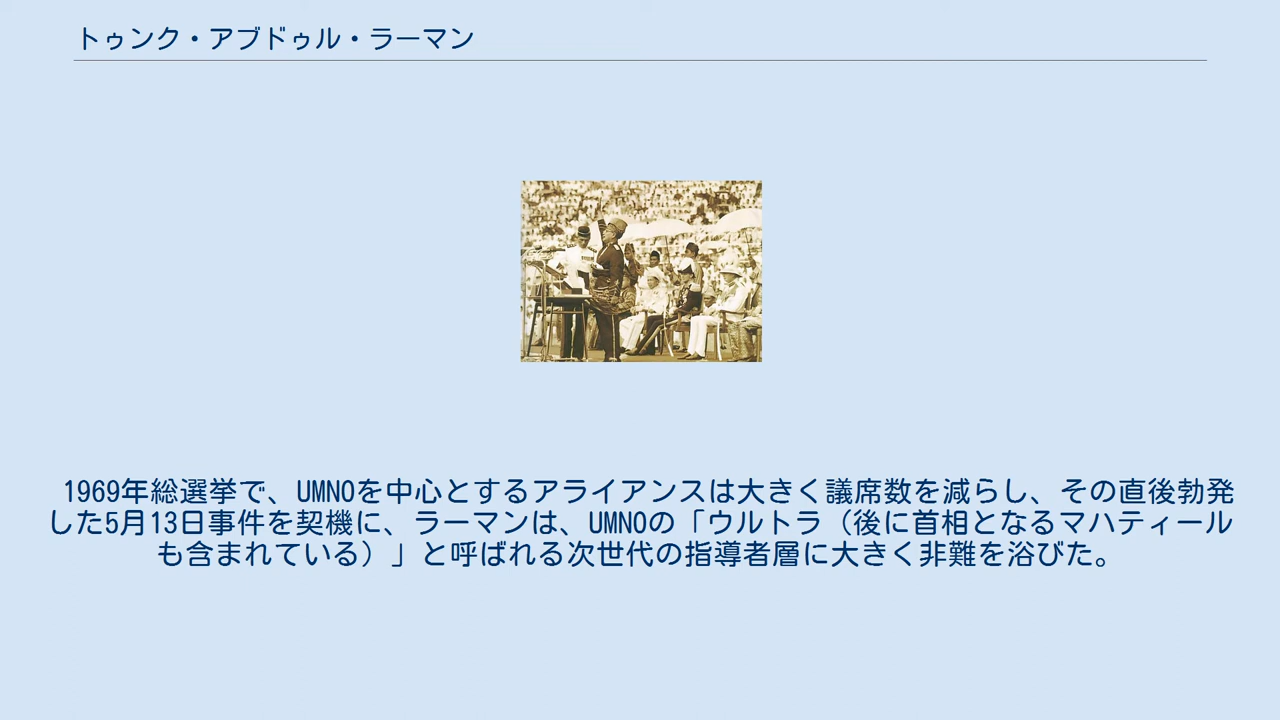 トゥンク・アブドゥル・ラーマン
1969年総選挙で、UMNOを中心とするアライアンスは大きく議席数を減らし、その直後勃発
した5月13日事件を契機に、ラーマンは、UMNOの「ウルトラ（後に首相となるマハティール
も含まれている）」と呼ばれる次世代の指導者層に大きく非難を浴びた。